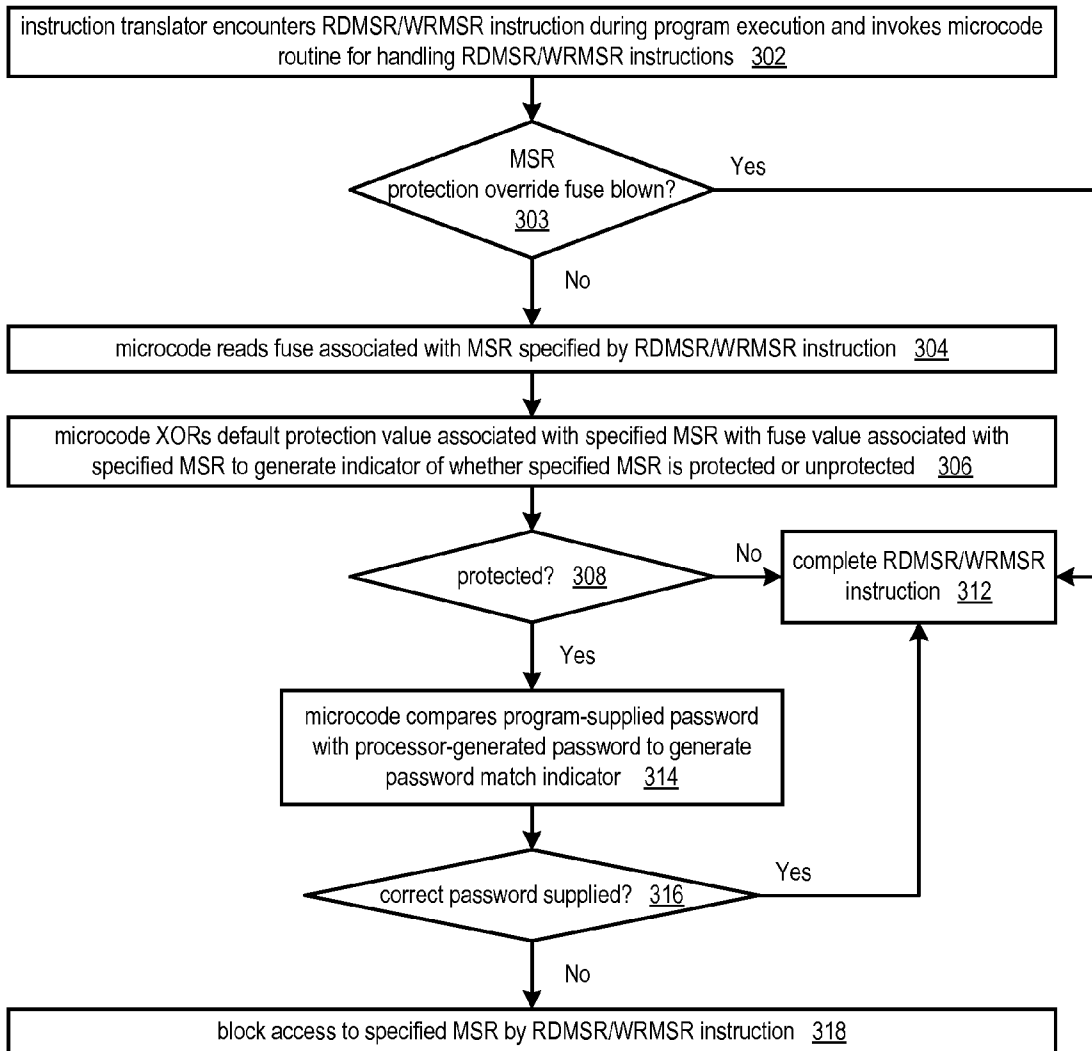 instruction translator encounters RDMSR/WRMSR instruction during program execution and invokes microcode
routine for handling RDMSR/WRMSR instructions 302
MSR
protection override fuse blown?
303
Yes
No
microcode reads fuse associated with MSR specified by RDMSR/WRMSR instruction 304
microcode XORs default protection value associated with specified MSR with fuse value associated with
specified MSR to generate indicator of whether specified MSR is protected or unprotected 306
protected? 308
No
complete RDMSR/WRMSR
instruction 312
Yes
microcode compares program-supplied password
with processor-generated password to generate
password match indicator 314
correct password supplied? 316
Yes
No
block access to specified MSR by RDMSR/WRMSR instruction 318